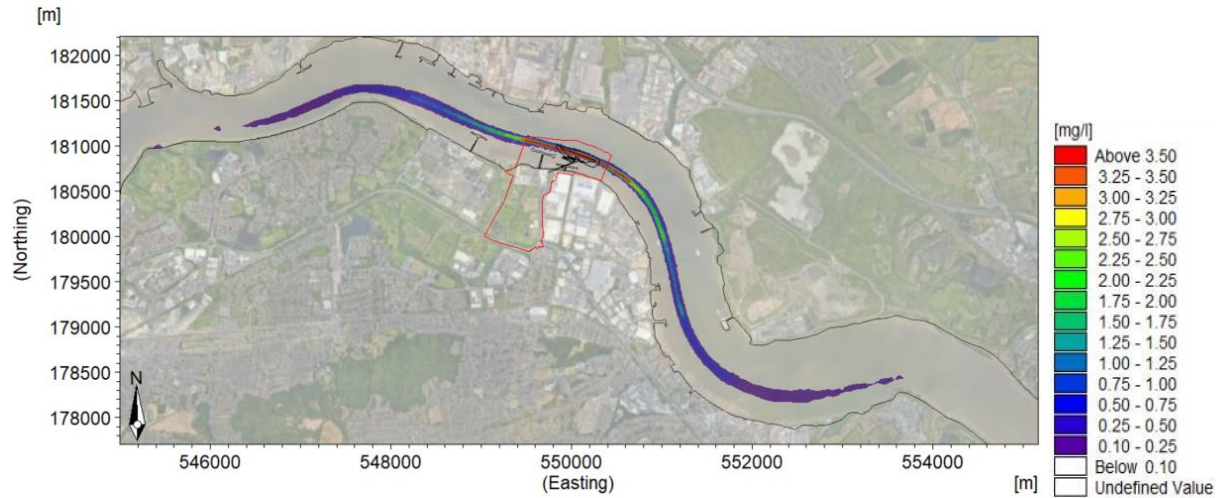 [m]
182000
181500
181000
180500
180000
179500
179000
178500
178000
(Northing)
N
546000 548000 550000 552000 554000
(Easting) [m]
[mg/l]
Above 3.50
3.25 - 3.50
3.00 - 3.25
2.75 - 3.00
2.50 - 2.75
2.25 - 2.50
2.00 - 2.25
1.75 - 2.00
1.50 - 1.75
1.25 - 1.50
1.00 - 1.25
0.75 - 1.00
0.50 - 0.75
0.25 - 0.50
0.10 - 0.25
Below 0.10
Undefined Value